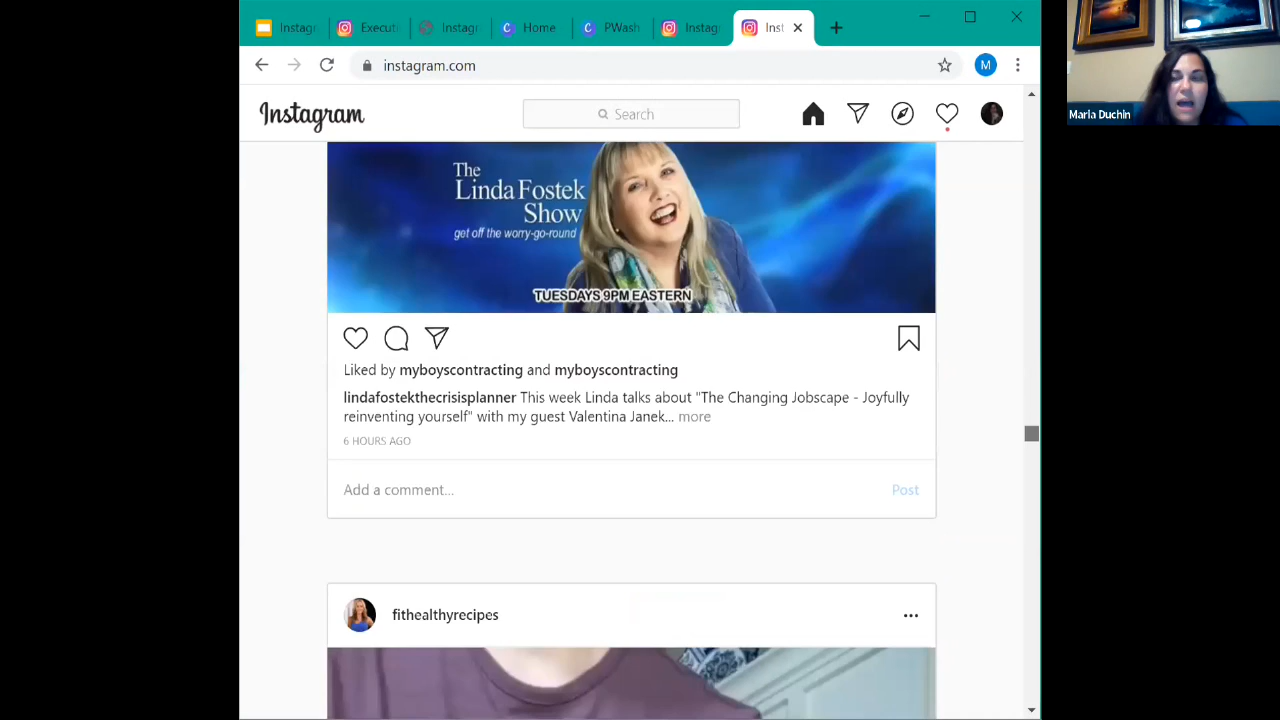 Instagr
Executi
Instagr
Home
PWash
Instagr
Inst
instagram.com
M
Instagram
Search
Marla Duchin
The
Linda Fostek
Show
get off the worry-go-round
TUESDAYS 9PM EASTERN
Liked by myboyscontracting and myboyscontracting
lindafostekthecrisisplanner This week Linda talks about "The Changing Jobscape - Joyfully
reinventing yourself" with my guest Valentina Janek... more
6 HOURS AGO
Add a comment... Post
fithealthyrecipes